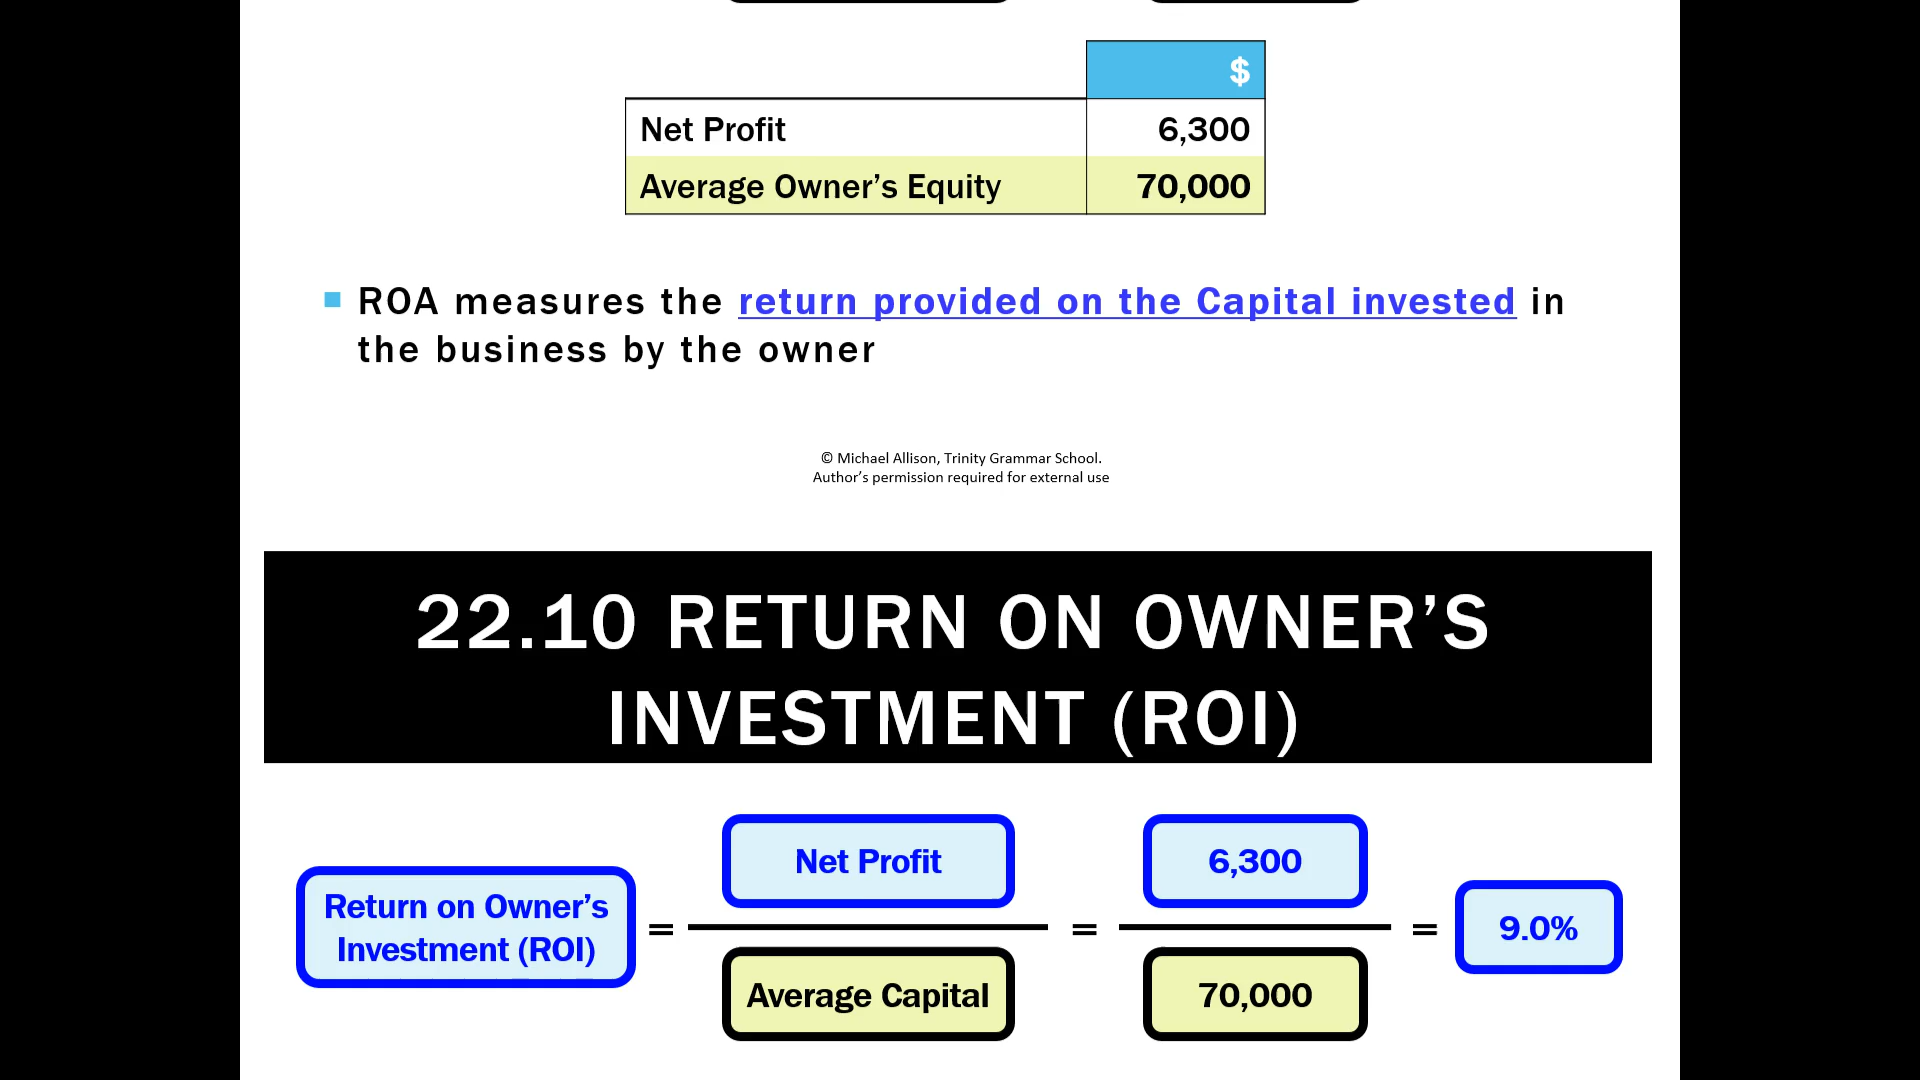 $
Net Profit 6,300
Average Owner’s Equity 70,000
ROA measures the return provided on the Capital invested in
the business by the owner
© Michael Allison, Trinity Grammar School.
Author’s permission required for external use
22.10 RETURN ON OWNER’S
INVESTMENT (ROI)
Return on Owner’s
Investment (ROI)
=
Net Profit
Average Capital
=
6,300
70,000
=
9.0%